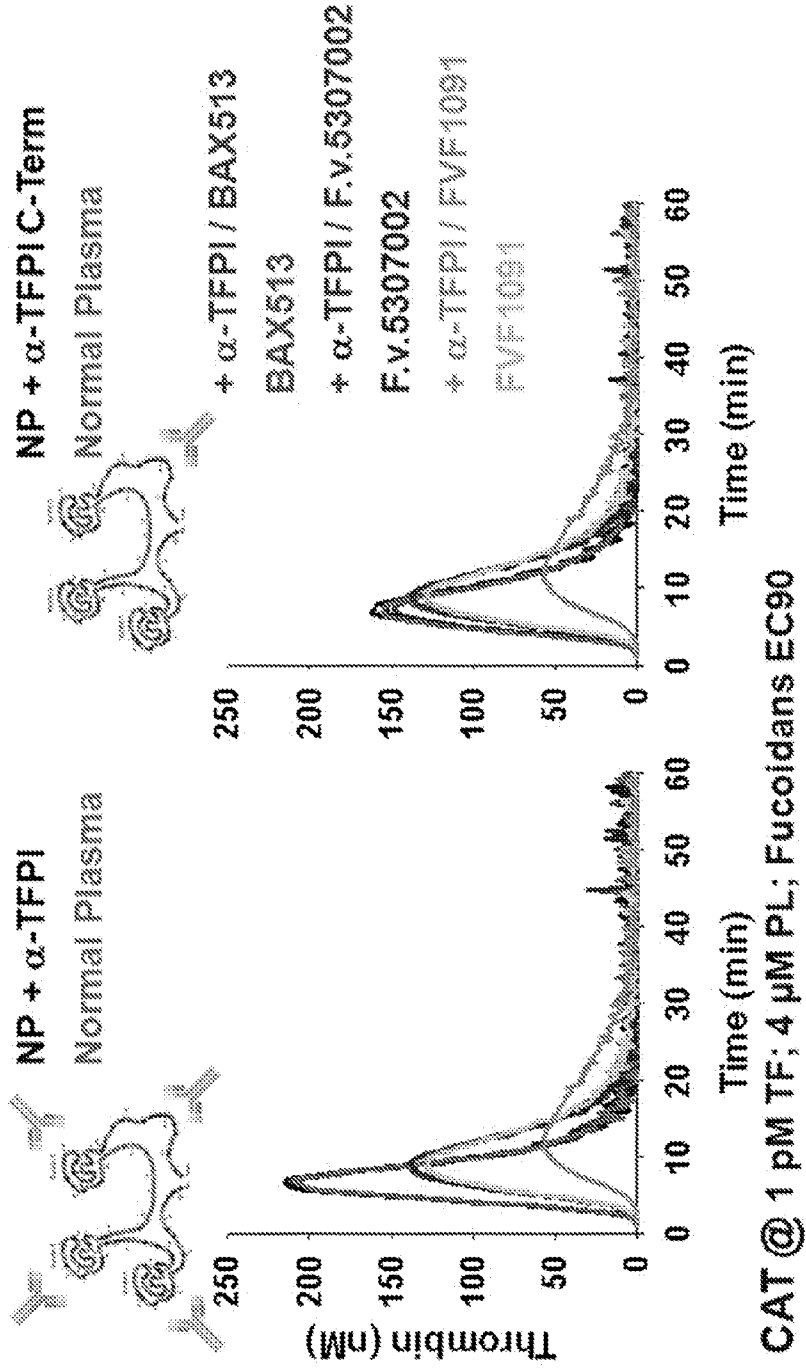 NP + α-TFPI
Normal Plasma
NP + α-TFPI C-Term
Normal Plasma
+ α-TFPI / BAX513
BAX513
+ α-TFPI / F.v.5307002
F.v.5307002
+ α-TFPI / FVF1091
FVF1091
Thrombin (nM)
250
200
150
100
50
0
0 10 20 30 40 50 60
Time (min)
250
200
150
100
50
0
0 10 20 30 40 50 60
Time (min)
CAT @ 1 pM TF; 4 µM PL; Fucoidans EC90